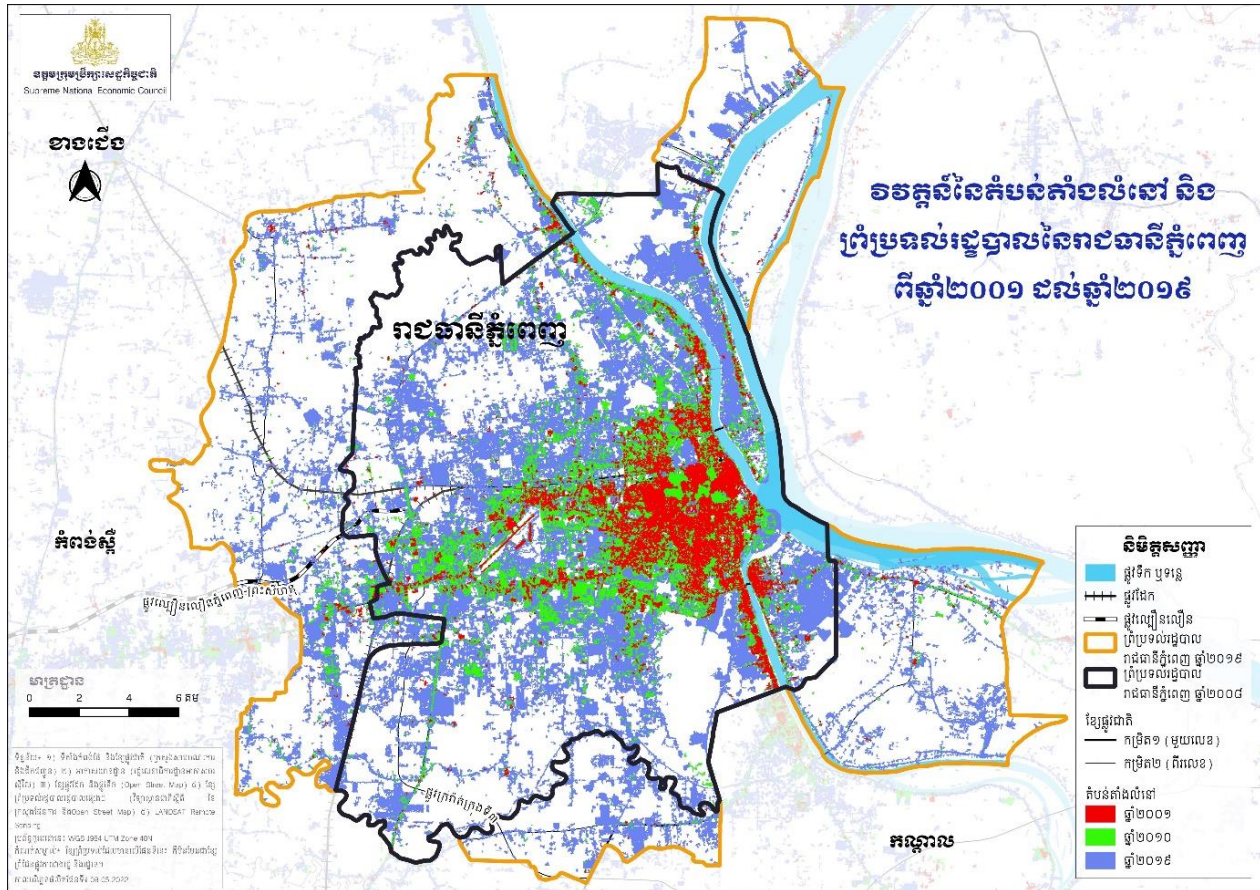 ឧត្តមក្រុមប្រឹក្សាសេដ្ឋកិច្ចជាតិ
Supreme National Economic Council
ខាងជើង
វិវត្តន៍នៃតំបន់តាំងលំនៅ និង
ព្រំប្រទល់រដ្ឋបាលនៃរាជធានីភ្នំពេញ
ពីឆ្នាំ២០០១ ដល់ឆ្នាំ២០១៩
រាជធានីភ្នំពេញ
កំពង់ស្ពឺ
ផ្លូវល្បឿនលឿនភ្នំពេញ-ព្រះសីហនុ
មាត្រដ្ឋាន
0 2 4 6 គម
ផ្លូវក្រវាត់ក្រុងទី៣
កណ្ដាល
និមិត្តសញ្ញា
ផ្លូវទឹក ឬទន្លេ
ផ្លូវដែក
ផ្លូវល្បឿនលឿន
ព្រំប្រទល់រដ្ឋបាល
រាជធានីភ្នំពេញ ឆ្នាំ២០១៩
ព្រំប្រទល់រដ្ឋបាល
រាជធានីភ្នំពេញ ឆ្នាំ២០០៨
ខ្សែផ្លូវជាតិ
កម្រិត១ (មួយលេខ)
កម្រិត២ (ពីរលេខ)
តំបន់តាំងលំនៅ
ឆ្នាំ២០០១
ឆ្នាំ២០១០
ឆ្នាំ២០១៩